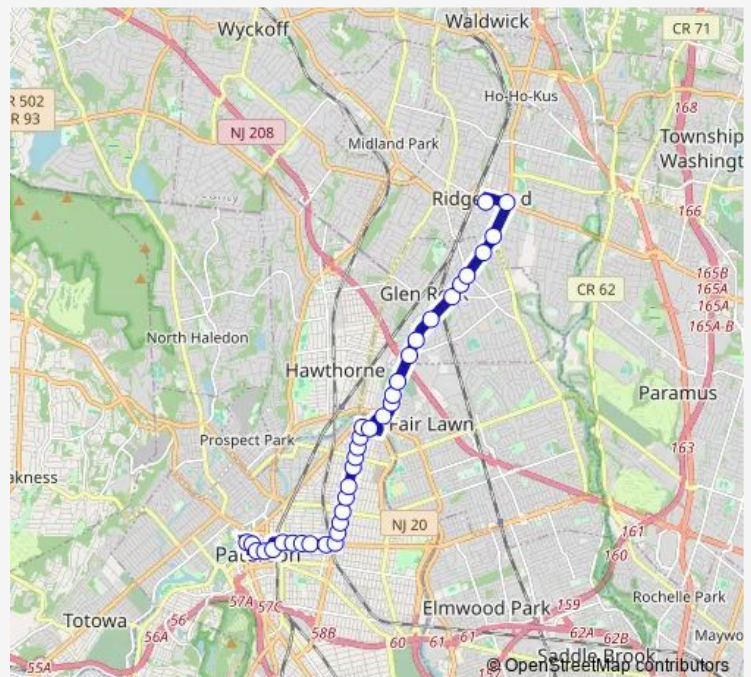 Wyckoff
Waldwick
CR 71
R 502
R 93
Ho-Ho-Kus
168
NJ 208
Midland Park
Township
Washingt
Ridge d
166
165B
165A
165A
165A-B
Glen R k
CR 62
North Haledon
Hawthorne
Paramus
Fair Lawn
Prospect Park
163
akness
NJ 20
161
160
Pat on
57A 57C
159
Elmwood Park
Rochelle Park
Totowa
56
56A
58B
60
61
61
62A
62B
Maywo
Saddle Brook
55A
© OpenStreetMap contributors